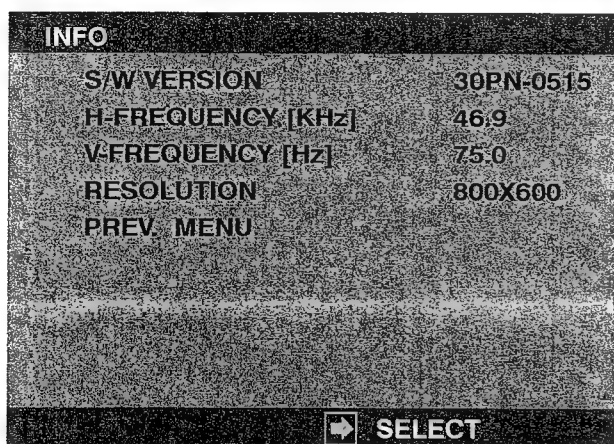 INFO
S/W VERSION 30PN-0515
H-FREQUENCY [KHz] 46.9
V-FREQUENCY [Hz] 75.0
RESOLUTION 800X600
PREV. MENU
SELECT